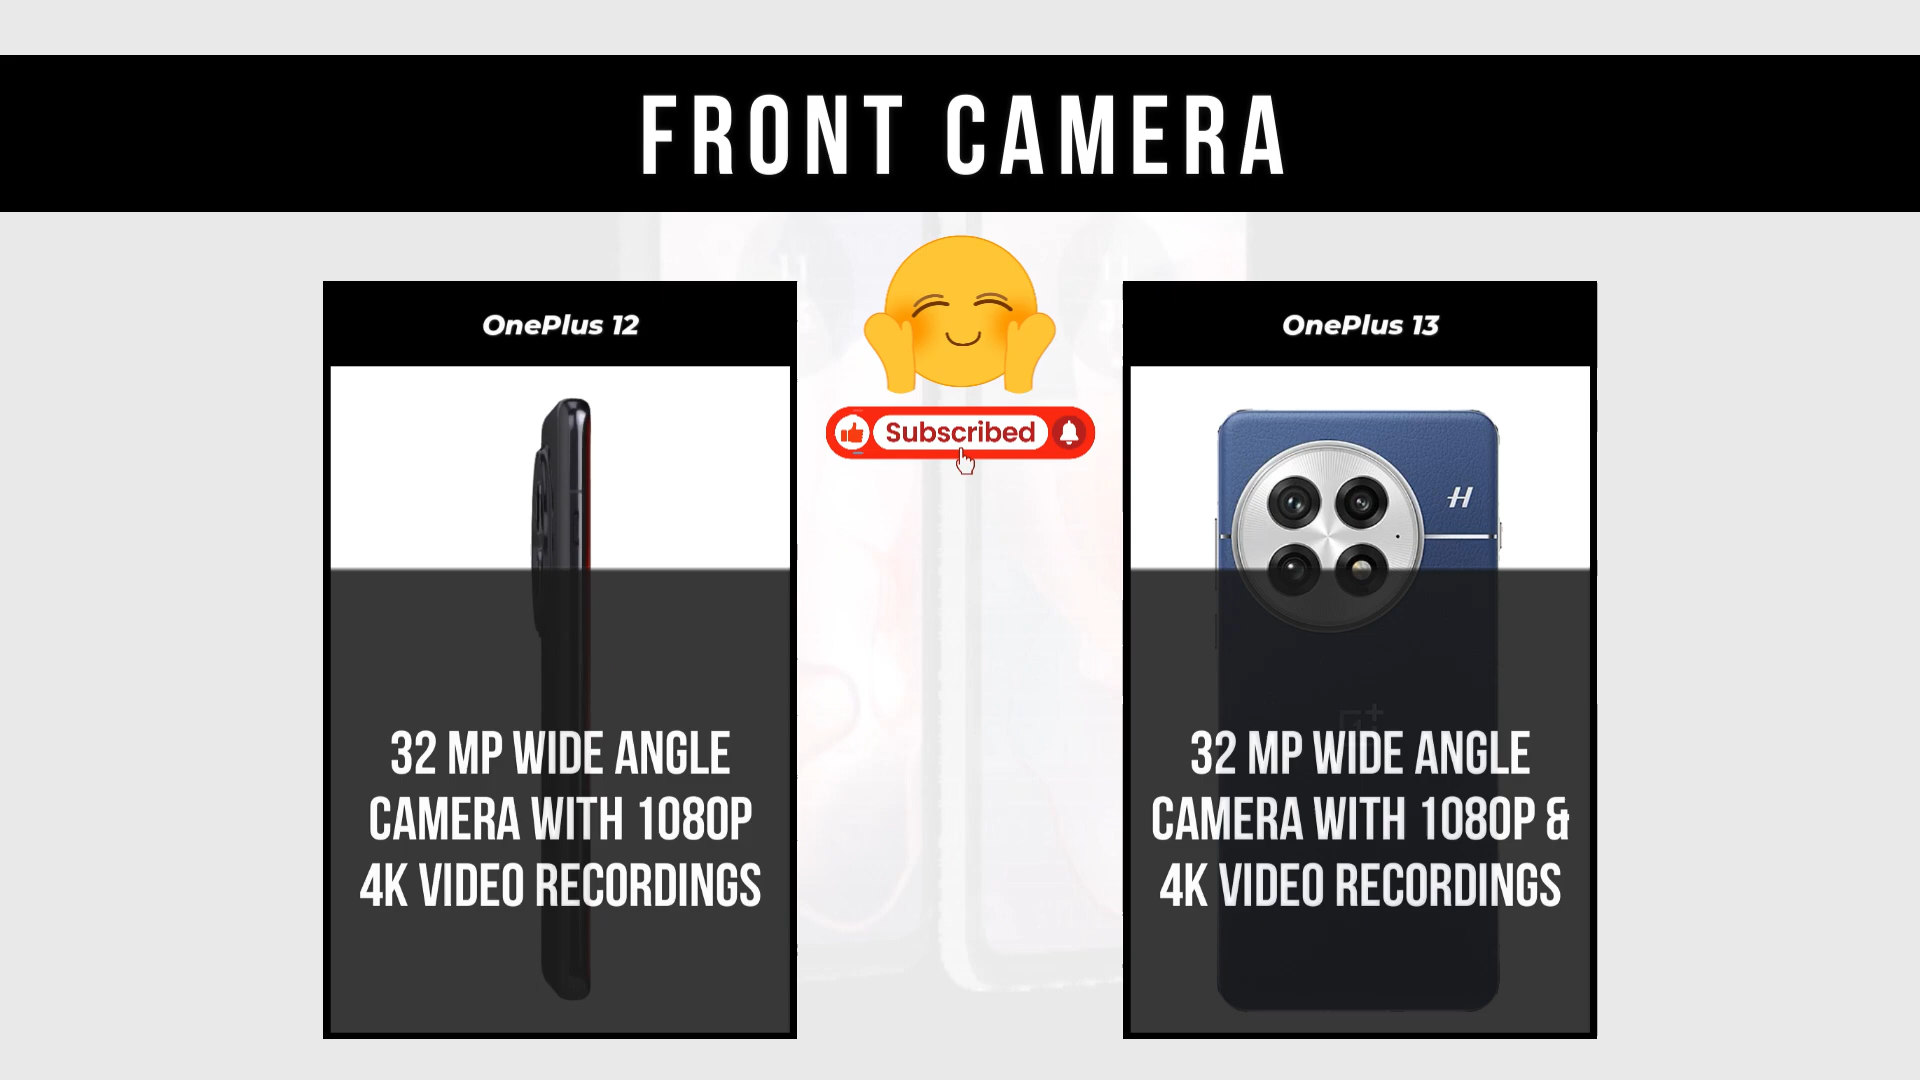 FRONT CAMERA
OnePlus 12
32 MP WIDE ANGLE
CAMERA WITH 1080P
4K VIDEO RECORDINGS
Subscribed
OnePlus 13
H
32 MP WIDE ANGLE
CAMERA WITH 1080P &
4K VIDEO RECORDINGS